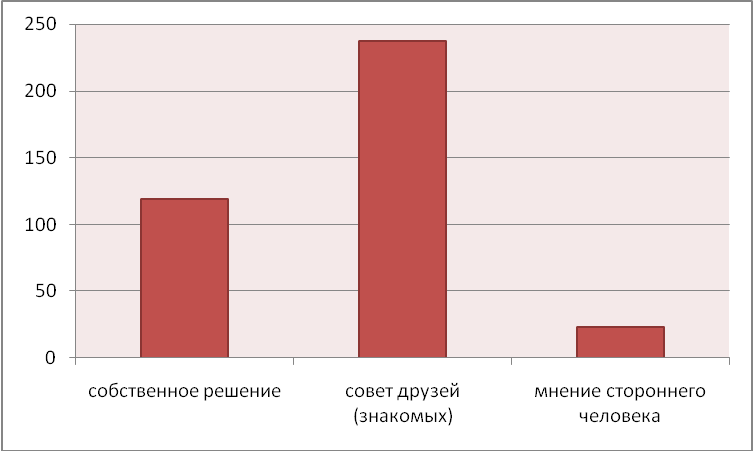 250
200
150
100
50
0
собственное решение
совет друзей
(знакомых)
мнение стороннего
человека